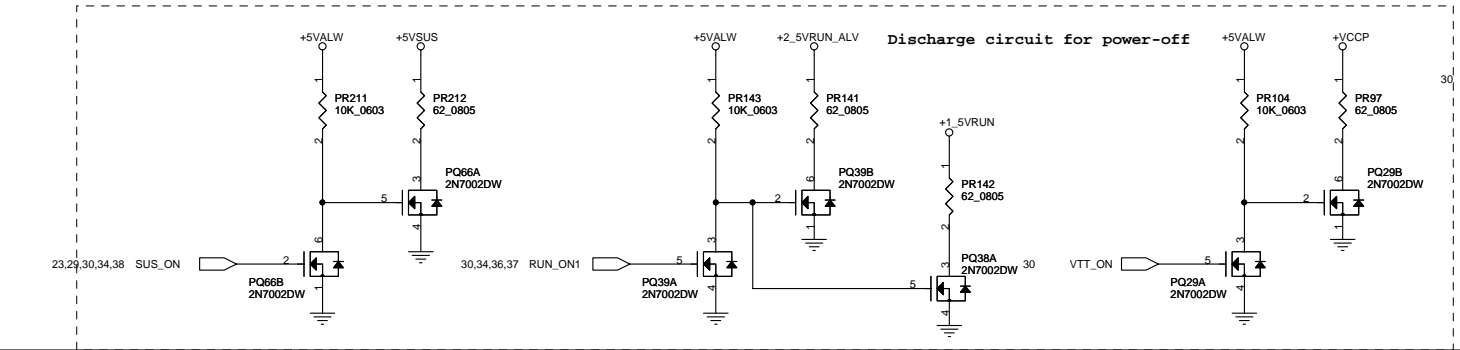 Discharge circuit for power-off
+5VALW
+5VSUS
1
1
PR211
10K_0603
PR212
62_0805
2
2
PQ66A
2N7002DW
3
5
4
6
23,29,30,34,38 SUS_ON
2
PQ66B
2N7002DW
1
+5VALW
+2_5VRUN_ALV
1
1
PR143
10K_0603
PR141
62_0805
2
2
PQ39B
2N7002DW
6
2
1
3
30,34,36,37 RUN_ON1
5
PQ39A
2N7002DW
4
+1_5VRUN
1
PR142
62_0805
2
PQ38A
2N7002DW
3
5
4
+5VALW
+VCCP
30
1
1
PR104
10K_0603
PR97
62_0805
2
2
PQ29B
2N7002DW
6
2
1
3
30 VTT_ON
5
PQ29A
2N7002DW
4